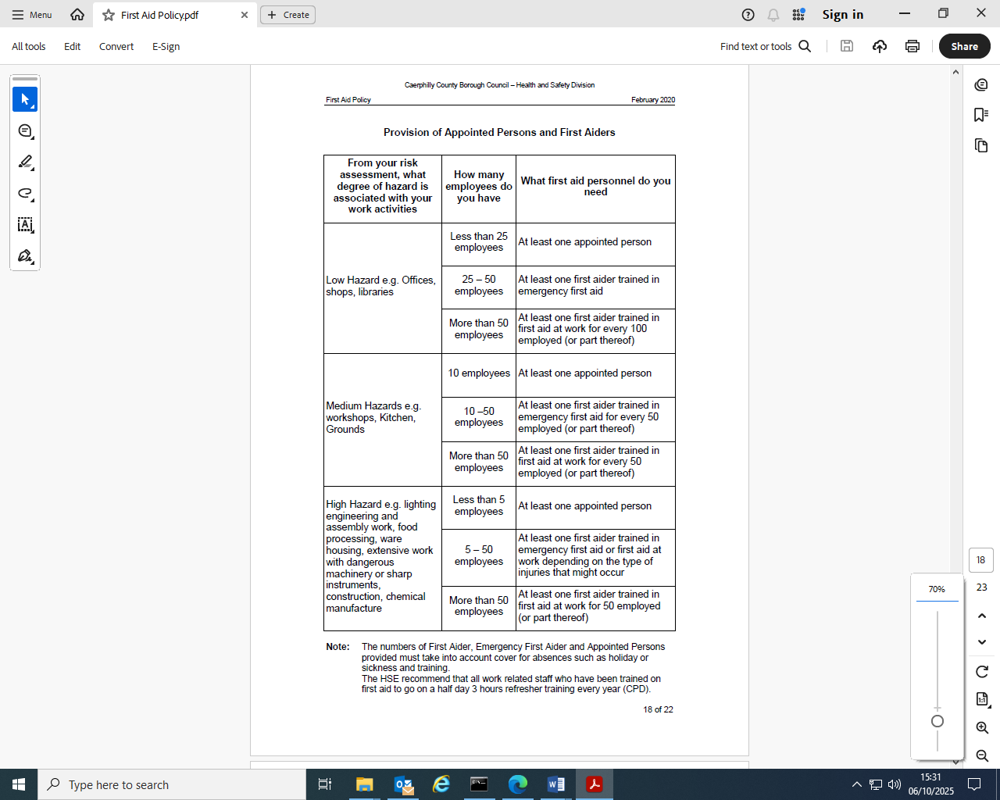 Menu
First Aid Policy.pdf
Create
Sign in
All tools
Edit
Convert
E-Sign
Find text or tools
Share
Caerphilly County Borough Council – Health and Safety Division
First Aid Policy
February 2020
Provision of Appointed Persons and First Aiders
From your risk
assessment, what
degree of hazard is
associated with your
work activities
How many
employees do
you have
What first aid personnel do you
need
Low Hazard e.g. Offices,
shops, libraries
Less than 25
employees
At least one appointed person
25 – 50
employees
At least one first aider trained in
emergency first aid
More than 50
employees
At least one first aider trained in
first aid at work for every 100
employed (or part thereof)
Medium Hazards e.g.
workshops, Kitchen,
Grounds
10 employees
At least one appointed person
10 –50
employees
At least one first aider trained in
emergency first aid for every 50
employed (or part thereof)
More than 50
employees
At least one first aider trained in
first aid at work for every 50
employed (or part thereof)
High Hazard e.g. lighting
engineering and
assembly work, food
processing, ware
housing, extensive work
with dangerous
machinery or sharp
instruments,
construction, chemical
manufacture
Less than 5
employees
At least one appointed person
5 – 50
employees
At least one first aider trained in
emergency first aid or first aid at
work depending on the type of
injuries that might occur
More than 50
employees
At least one first aider trained in
first aid at work for 50 employed
(or part thereof)
Note: The numbers of First Aider, Emergency First Aider and Appointed Persons
provided must take into account cover for absences such as holiday or
sickness and training.
The HSE recommend that all work related staff who have been trained on
first aid to go on a half day 3 hours refresher training every year (CPD).
18 of 22
18
23
70%
1:1
Type here to search
15:31
06/10/2025